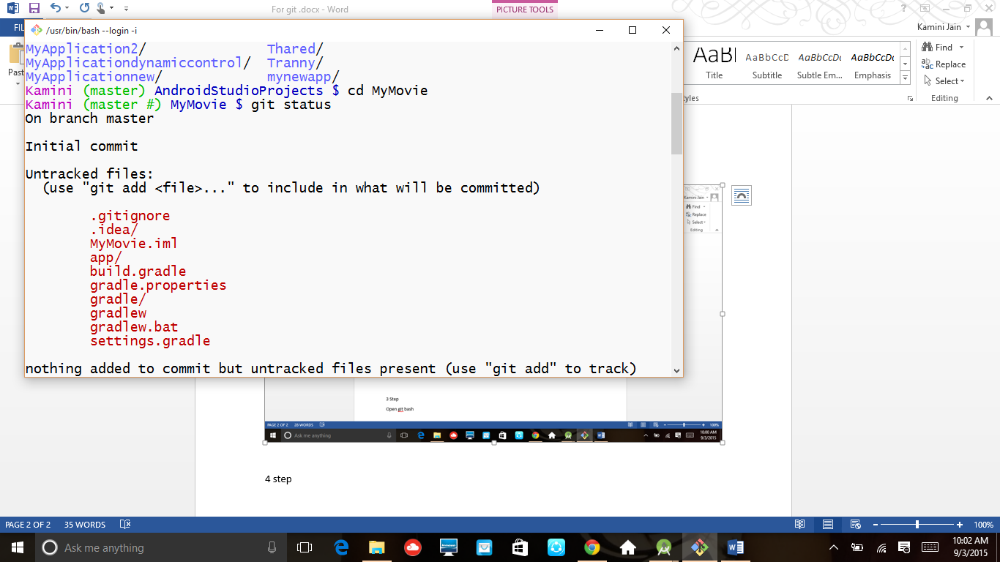 For git .docx - Word
PICTURE TOOLS
?
FIL
Kamini Jain
/usr/bin/bash --login -i
MyApplication2/ Thared/
MyApplicationdynamiccontrol/ Tranny/
MyApplicationnew/ mynewapp/
Kamini (master) AndroidStudioProjects $ cd MyMovie
Kamini (master #) MyMovie $ git status
On branch master
Initial commit
Untracked files:
(use "git add <file>..." to include in what will be committed)
.gitignore
.idea/
MyMovie.iml
app/
build.gradle
gradle.properties
gradle/
gradlew
gradlew.bat
settings.gradle
nothing added to commit but untracked files present (use "git add" to track)
Past
AaBl AaBbCcD AaBbCcDt AaBbCcDt
Title Subtitle Subtle Em... Emphasis
yles
Find
Replace
Select
Editing
Kamini Jain
Find
Replace
Select
Editing
3 Step
Open git bash
PAGE 2 OF 2 28 WORDS 100%
Ask me anything
10:00 AM
9/3/2015
4 step
PAGE 2 OF 2 35 WORDS 100%
Ask me anything
10:02 AM
9/3/2015